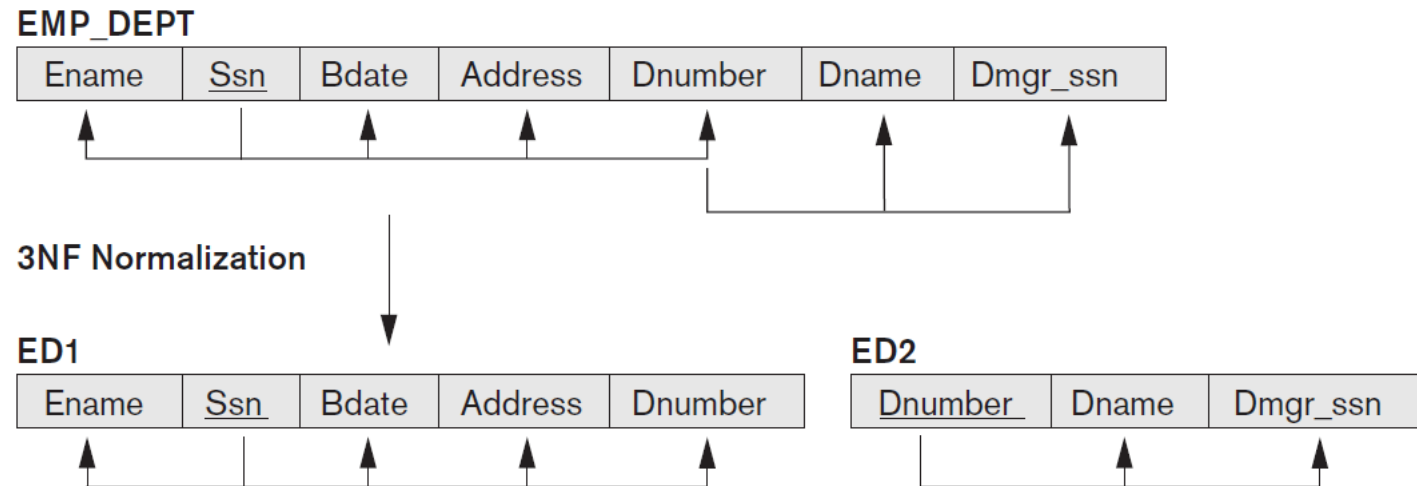 EMP_DEPT
Ename Ssn Bdate Address Dnumber Dname Dmgr_ssn
3NF Normalization
ED1 ED2
Ename Ssn Bdate Address Dnumber Dnumber Dname Dmgr_ssn